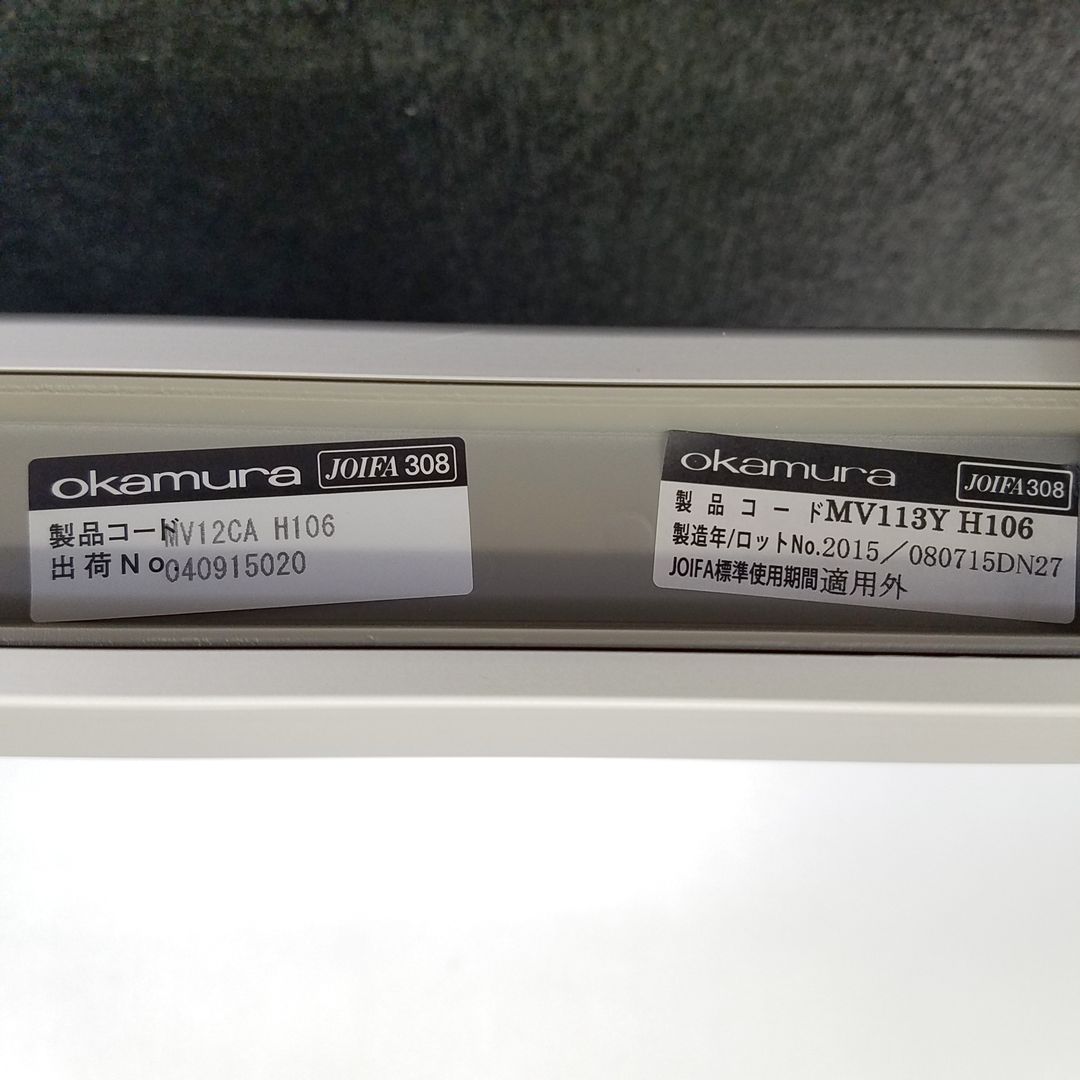 okamura JOIFA 308
製品コードMV12CA H106
出荷No.040915020
okamura JOIFA308
製品コードMV113Y H106
製造年/ロットNo.2015/080715DN27
JOIFA標準使用期間適用外